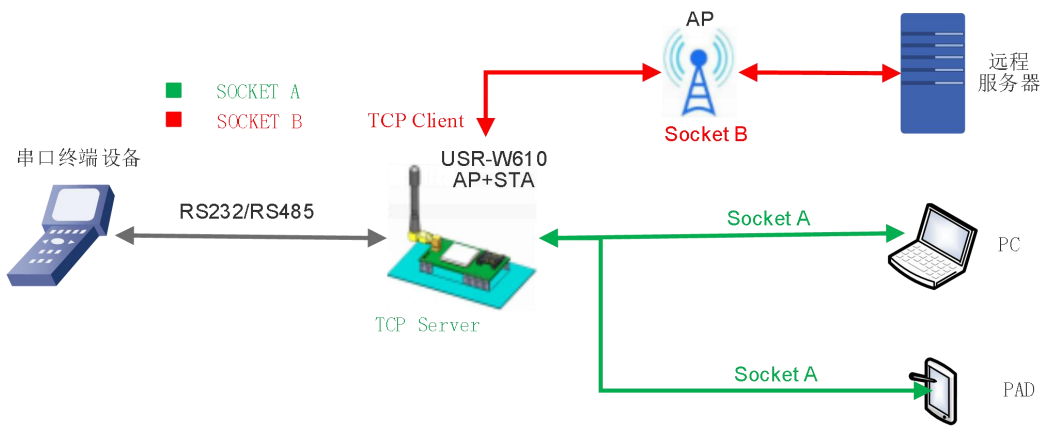 AP
远程
服务器
SOCKET A
SOCKET B
TCP Client
Socket B
串口终端设备
USR-W610
AP+STA
RS232/RS485
Socket A
PC
TCP Server
Socket A
PAD